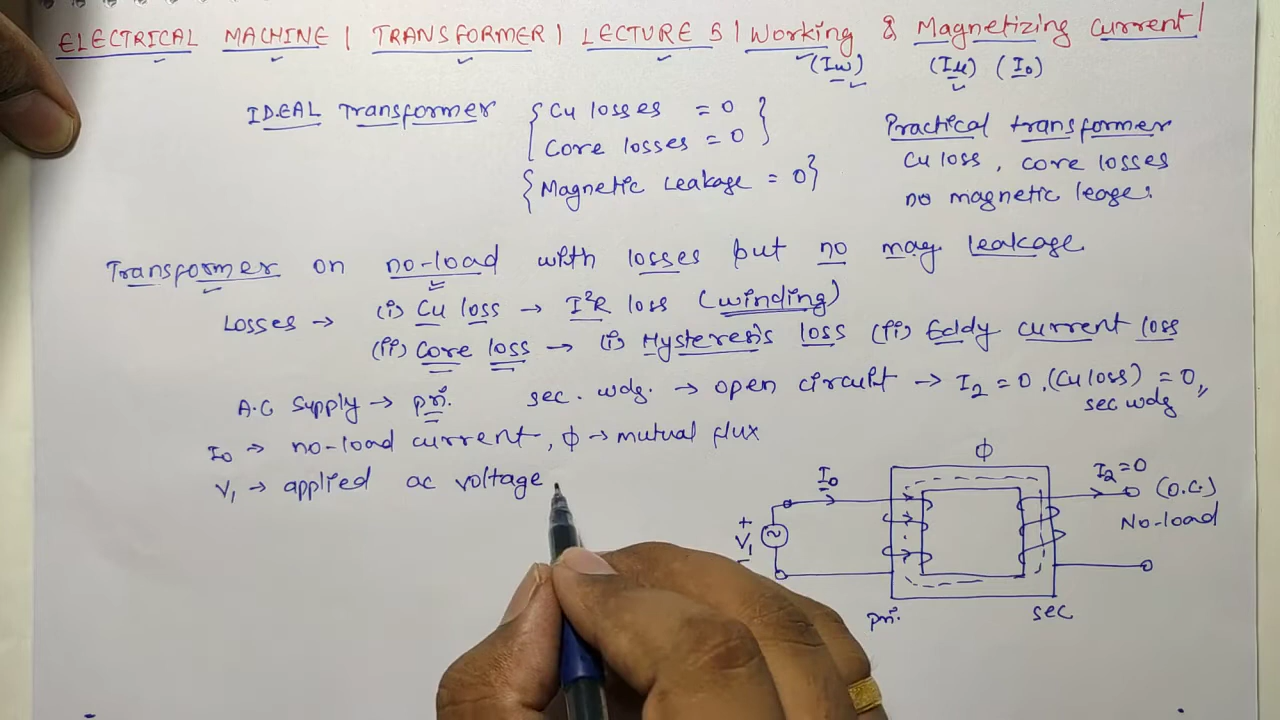 ELECTRICAL MACHINE | TRANSFORMER | LECTURE 5 | Working & Magnetizing Current |
(Iw) (Iμ) (I0)
IDEAL Transformer { Cu losses = 0
Core losses = 0 }
{Magnetic Leakage = 0}
Practical transformer
Cu loss, core losses
no magnetic leage.
Transformer on no-load with losses but no mag leakage
Losses → (i) Cu loss → I²R loss (winding)
(ii) Core loss → (i) Hysteresis loss (ii) Eddy current loss
A.C supply → pri. sec. wdg. → open circuit → I2 = 0, (Cu loss) = 0,,
sec wdg
I0 → no-load current, φ → mutual flux
V1 → applied ac voltage
φ
I0
I2=0
(O.C)
No-load
+
V1
-
~
pri.
sec